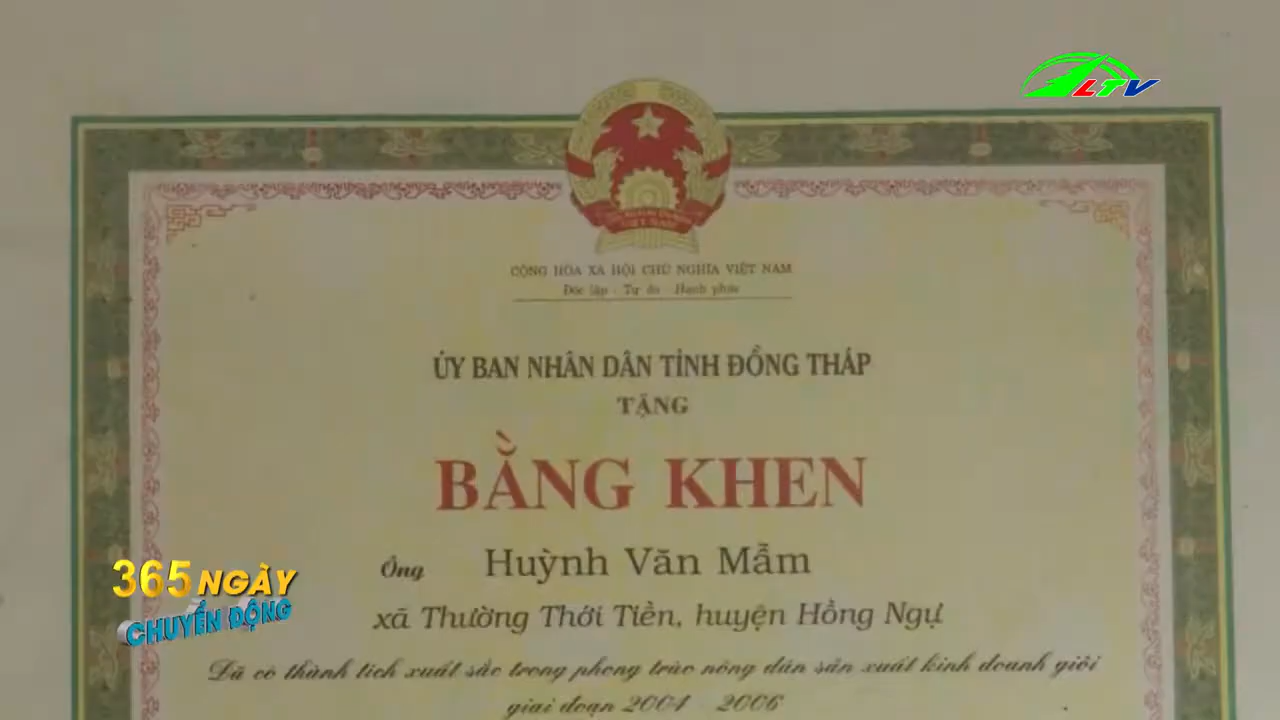 LTV
CỘNG HÒA XÃ HỘI CHỦ NGHĨA VIỆT NAM
Độc lập - Tự do - Hạnh phúc
ỦY BAN NHÂN DÂN TỈNH ĐỒNG THÁP
TẶNG
BẰNG KHEN
Ông Huỳnh Văn Mẫm
xã Thường Thới Tiền, huyện Hồng Ngự
Đã có thành tích xuất sắc trong phong trào nông dân sản xuất kinh doanh giỏi
giai đoạn 2004 - 2006
365 NGÀY
CHUYỂN ĐỘNG